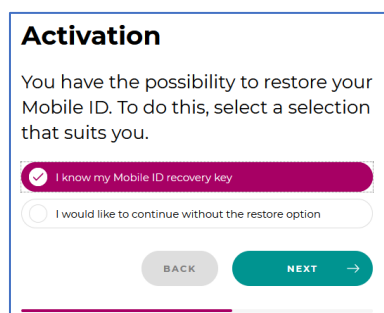 Activation
You have the possibility to restore your
Mobile ID. To do this, select a selection
that suits you.
I know my Mobile ID recovery key
I would like to continue without the restore option
BACK
NEXT